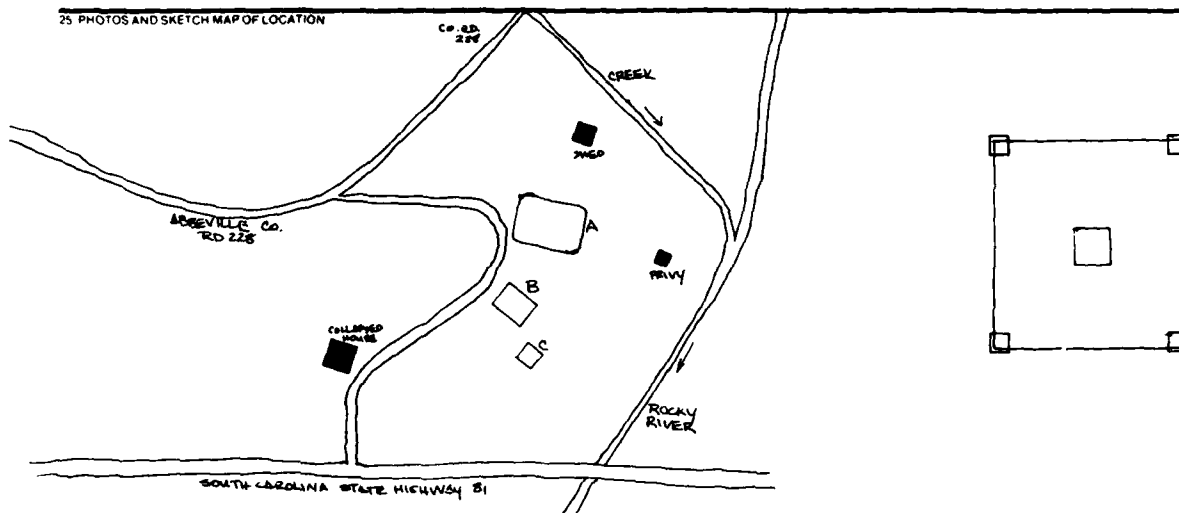 25 PHOTOS AND SKETCH MAP OF LOCATION
CO. RD.
228
CREEK
SHED
ABBEVILLE CO.
RD 228
A
PRIVY
B
COLLAPSED
HOUSE
C
ROCKY
RIVER
SOUTH CAROLINA STATE HIGHWAY 81